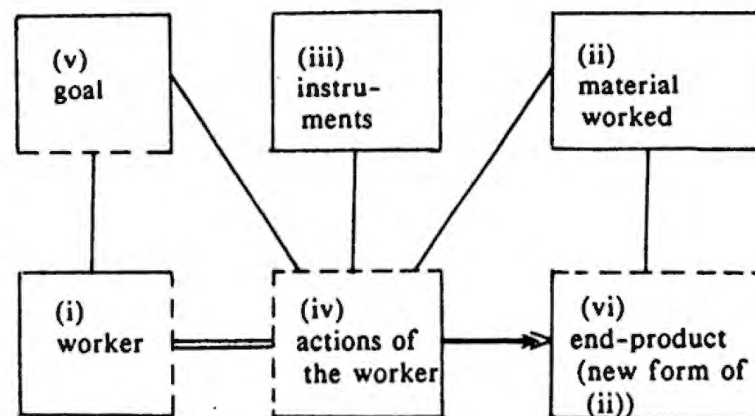 (v)
goal
(iii)
instru-
ments
(ii)
material
worked
(i)
worker
(iv)
actions of
the worker
(vi)
end-product
(new form of
(ii))